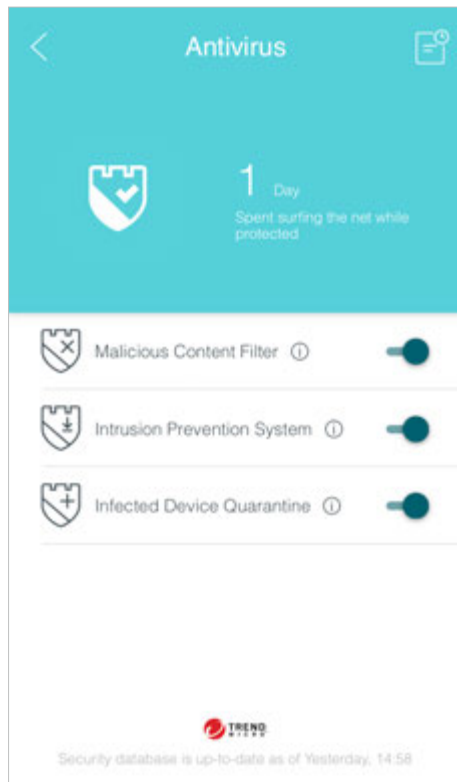 Antivirus
1 Day
Spent surfing the net while
protected
Malicious Content Filter
Intrusion Prevention System
Infected Device Quarantine
TREND
MICRO
Security database is up-to-date as of Yesterday, 14:58